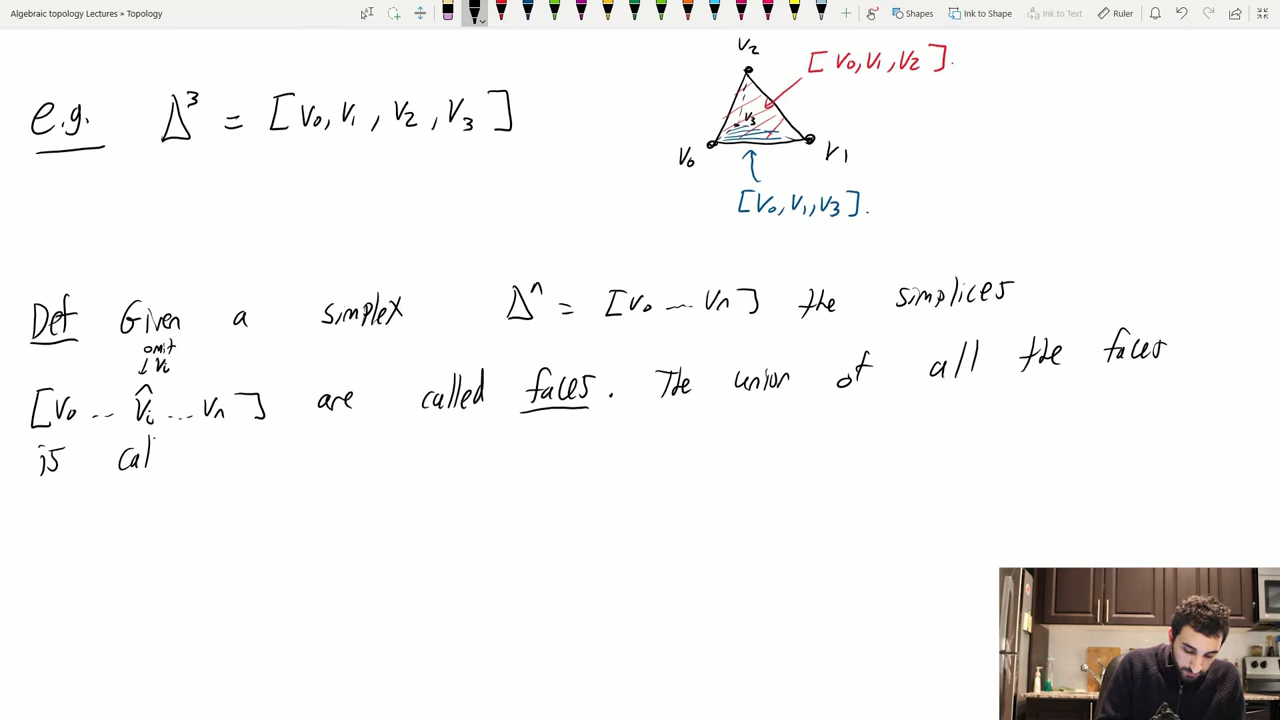 Algebraic topology Lectures » Topology
Shapes
Ink to Shape
Ink to Text
Ruler
e.g. Δ³ = [v₀, v₁, v₂, v₃]
v₂
[v₀, v₁, v₂].
v₃
v₀
v₁
[v₀, v₁, v₃].
Def Given a simplex Δⁿ = [v₀ ... vₙ] the simplices
omit
↓ vᵢ
[v₀ ... v̂ᵢ ... vₙ] are called faces. The union of all the faces
is cal